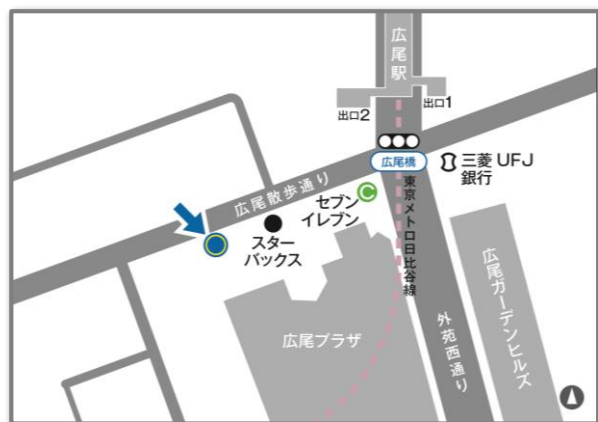 広尾駅
出口2
出口1
広尾橋
三菱 UFJ
銀行
広尾散歩通り
セブン
イレブン
スター
バックス
東京メトロ日比谷線
広尾プラザ
外苑西通り
広尾ガーデンヒルズ